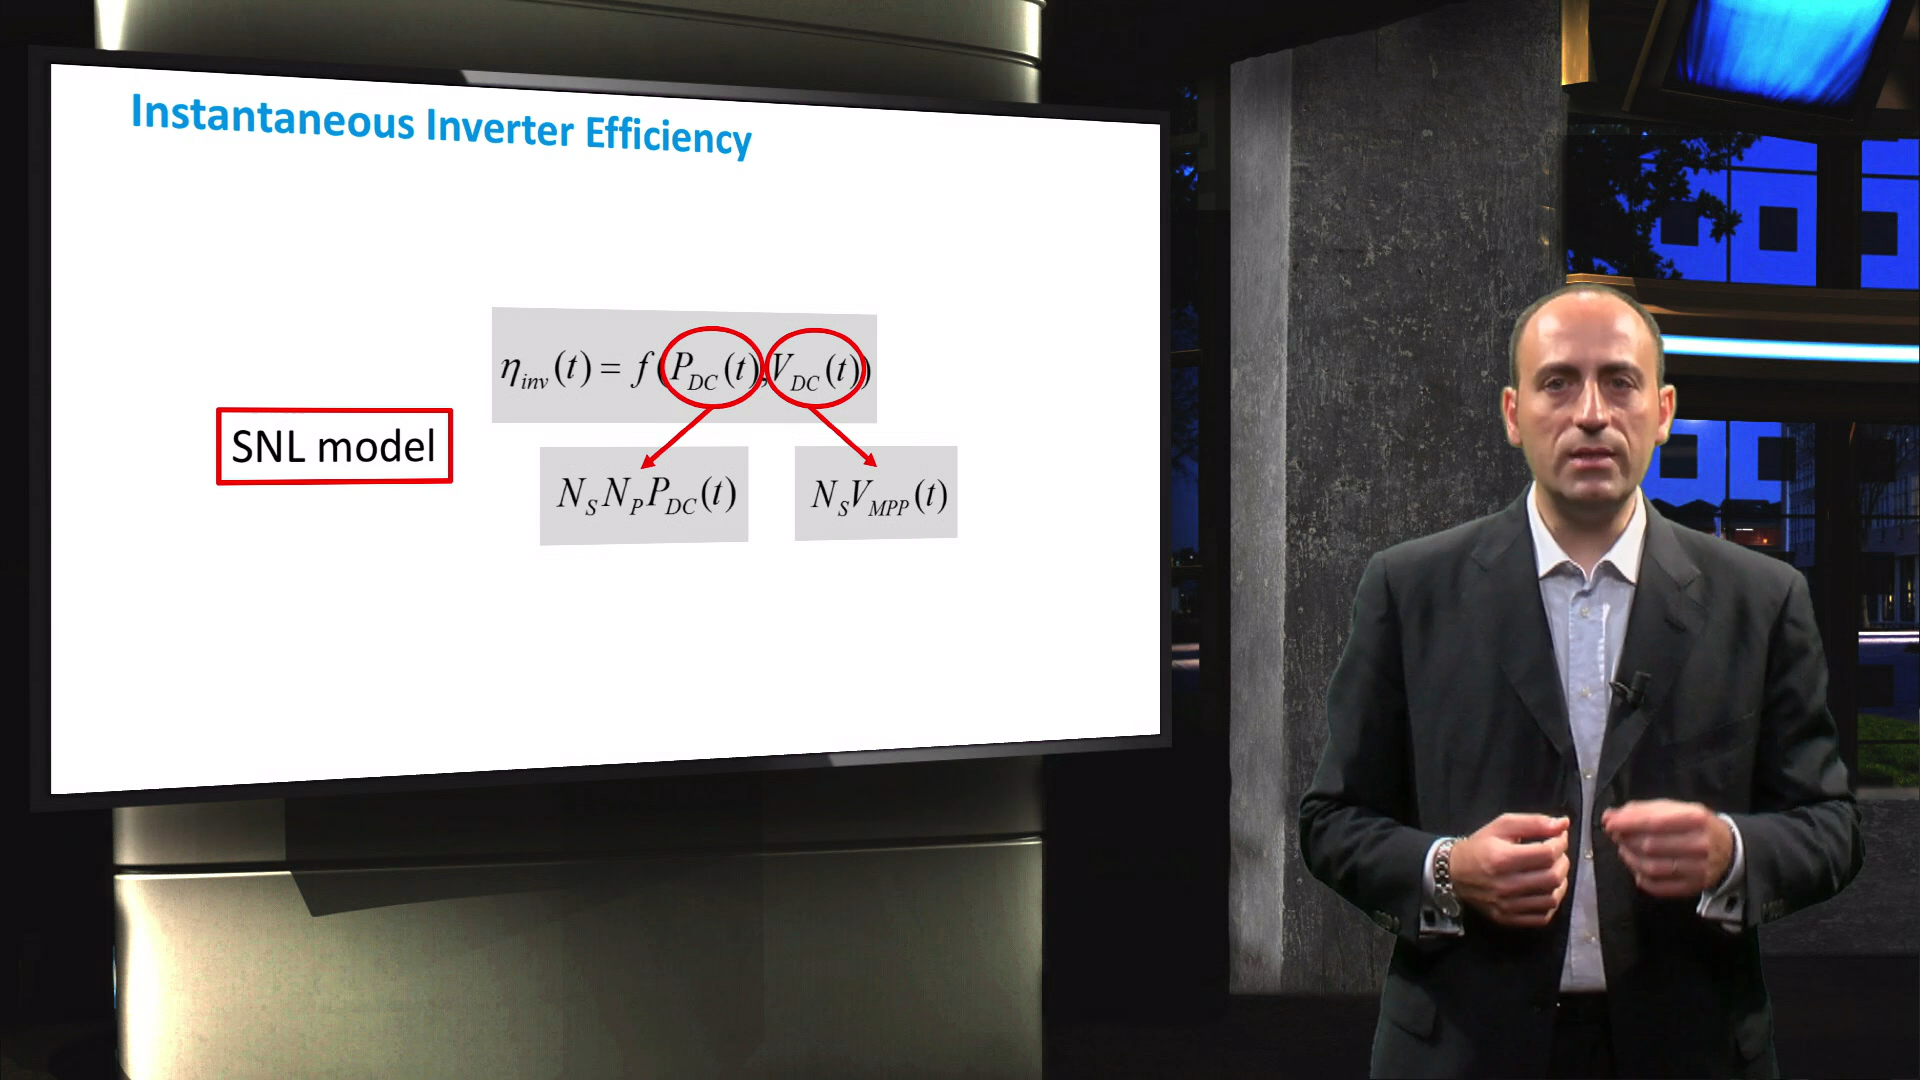 Instantaneous Inverter Efficiency
η_inv(t) = f(P_DC(t),V_DC(t))
SNL model
N_S N_P P_DC(t)
N_S V_MPP(t)